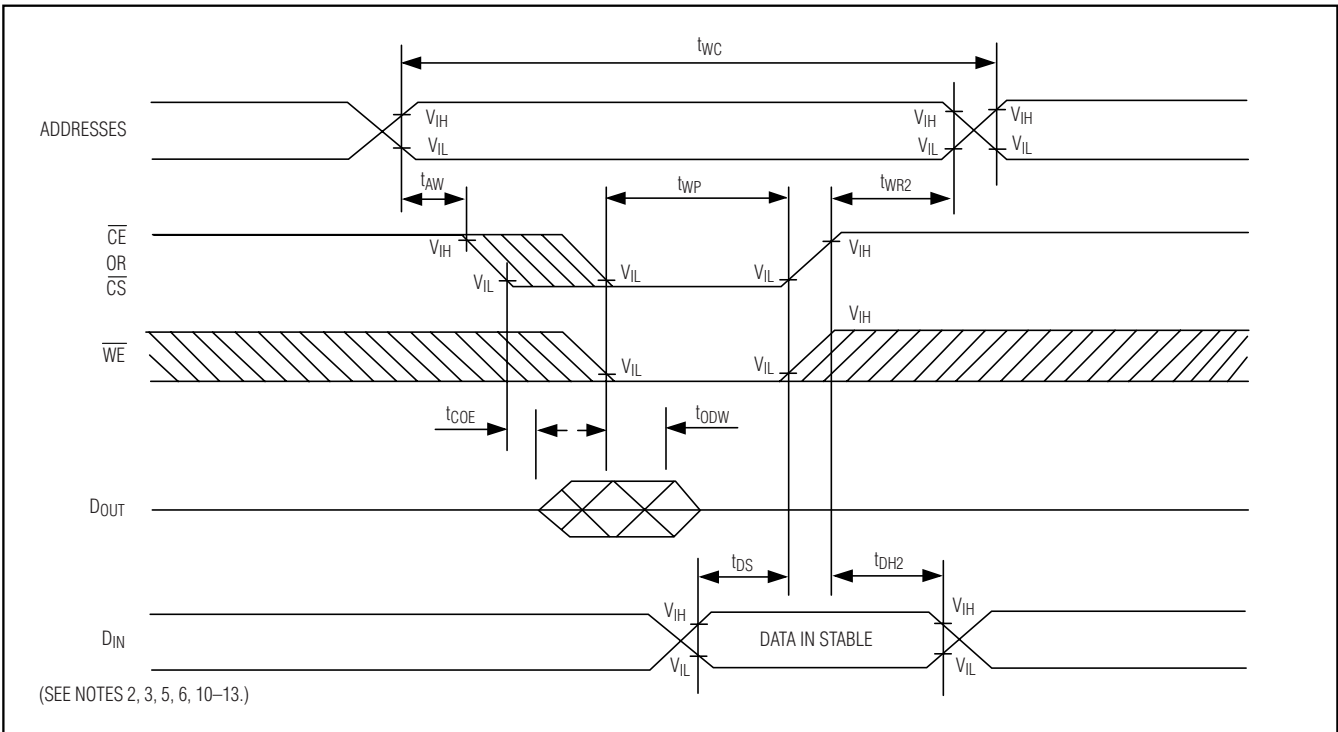 tWC
ADDRESSES
VIH
VIL
VIH
VIL
VIH
VIL
tAW
tWP
tWR2
CE
OR
CS
VIH
VIL
VIL
VIL
VIH
WE
VIL
VIL
VIH
tCOE
tODW
DOUT
tDS
tDH2
DIN
VIH
VIL
DATA IN STABLE
VIH
VIL
(SEE NOTES 2, 3, 5, 6, 10–13.)